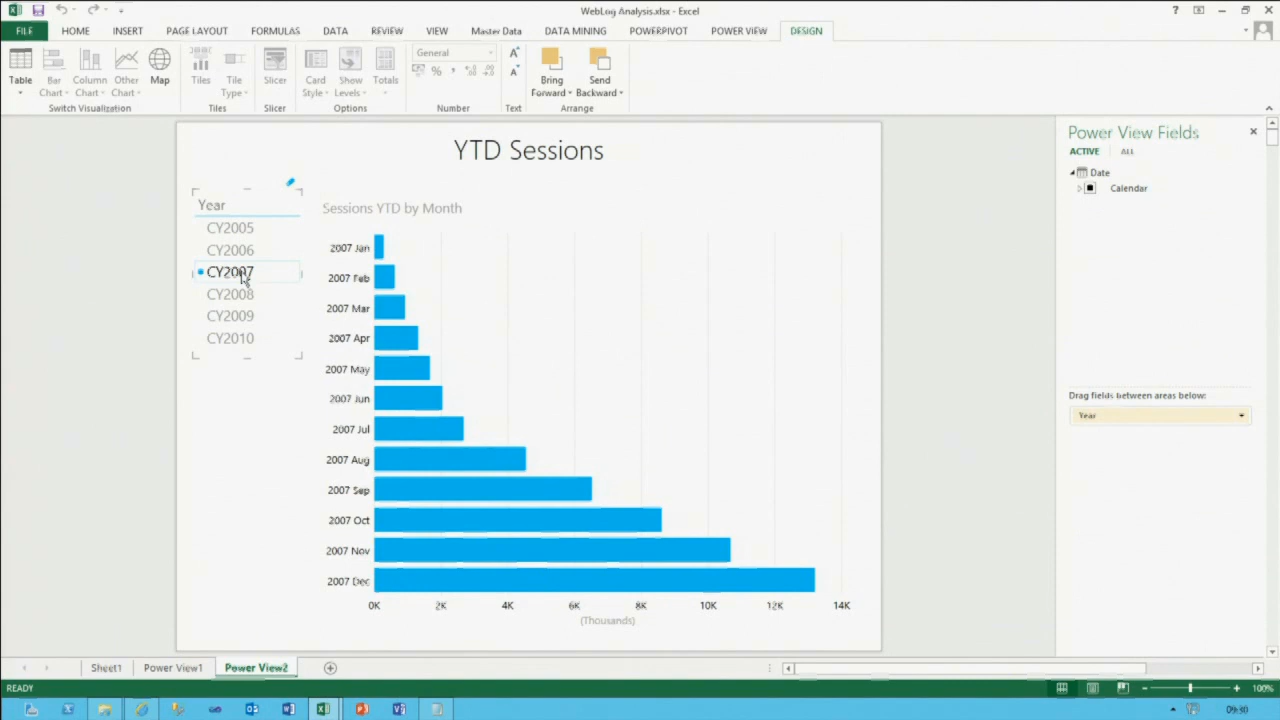 WebLog Analysis.xlsx - Excel
FILE HOME INSERT PAGE LAYOUT FORMULAS DATA REVIEW VIEW Master Data DATA MINING POWERPIVOT POWER VIEW DESIGN
Table Bar Chart Column Chart Other Chart Map Tiles Tile Type Slicer Card Style Show Levels Totals General % , Bring Forward Send Backward
Switch Visualization Tiles Slicer Options Number Text Arrange
YTD Sessions
Year
CY2005
CY2006
CY2007
CY2008
CY2009
CY2010
Sessions YTD by Month
2007 Jan
2007 Feb
2007 Mar
2007 Apr
2007 May
2007 Jun
2007 Jul
2007 Aug
2007 Sep
2007 Oct
2007 Nov
2007 Dec
0K 2K 4K 6K 8K 10K 12K 14K
(Thousands)
Power View Fields
ACTIVE ALL
Date
Calendar
Drag fields between areas below:
Year
Sheet1 Power View1 Power View2
READY 100%
09:30